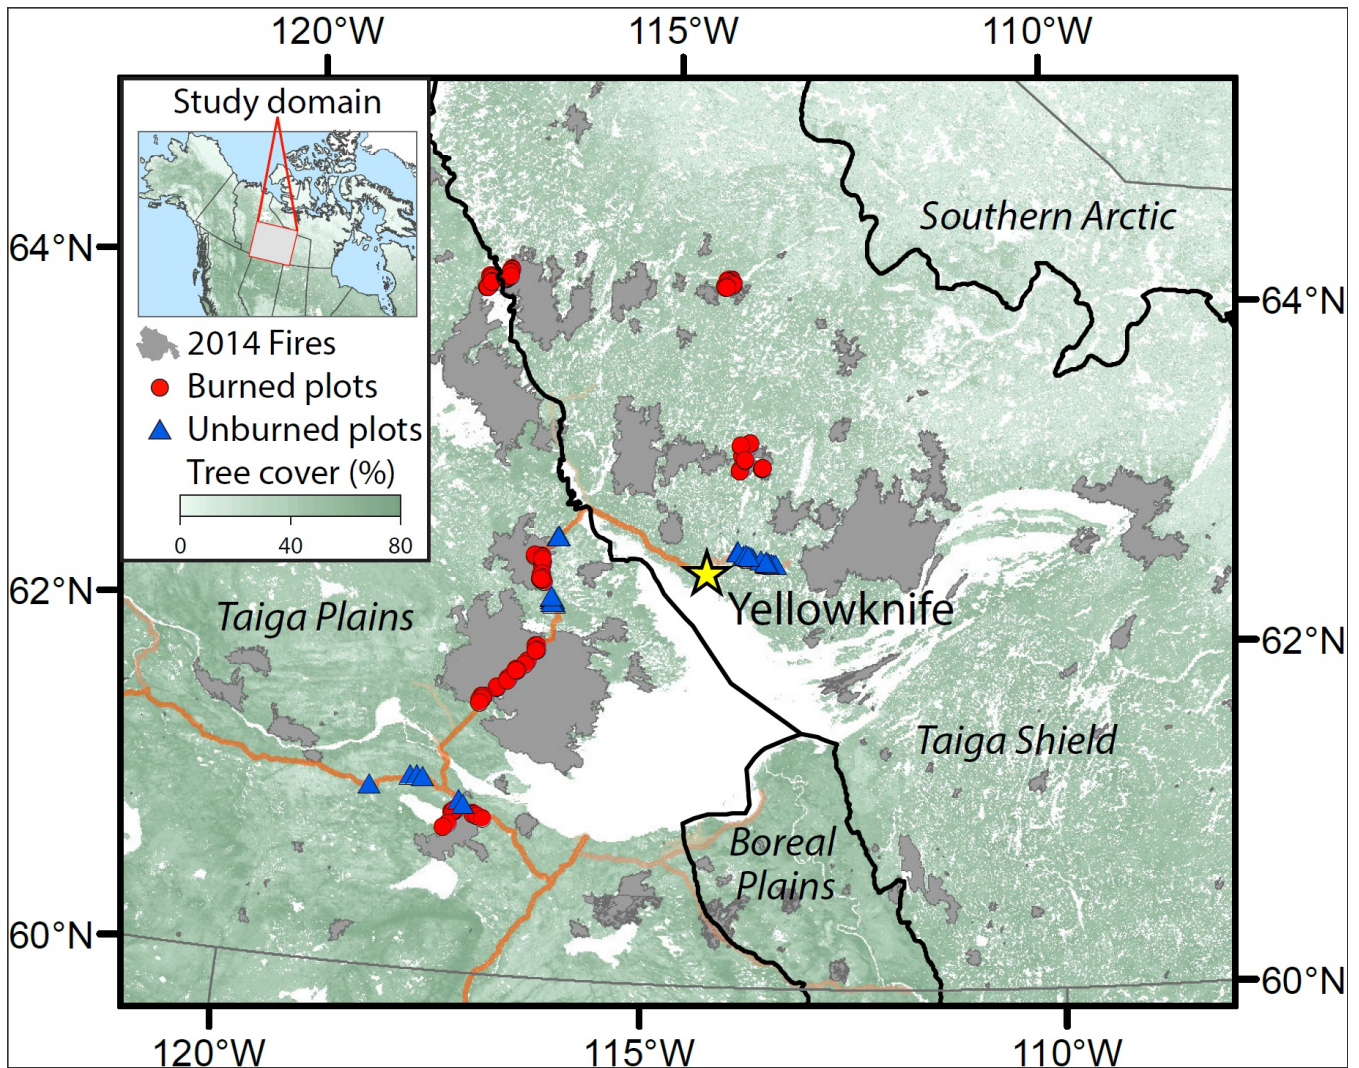 120°W 115°W 110°W
Study domain
2014 Fires
Burned plots
Unburned plots
Tree cover (%)
0 40 80
64°N
62°N
60°N
64°N
62°N
60°N
Southern Arctic
Yellowknife
Taiga Plains
Taiga Shield
Boreal
Plains
120°W 115°W 110°W